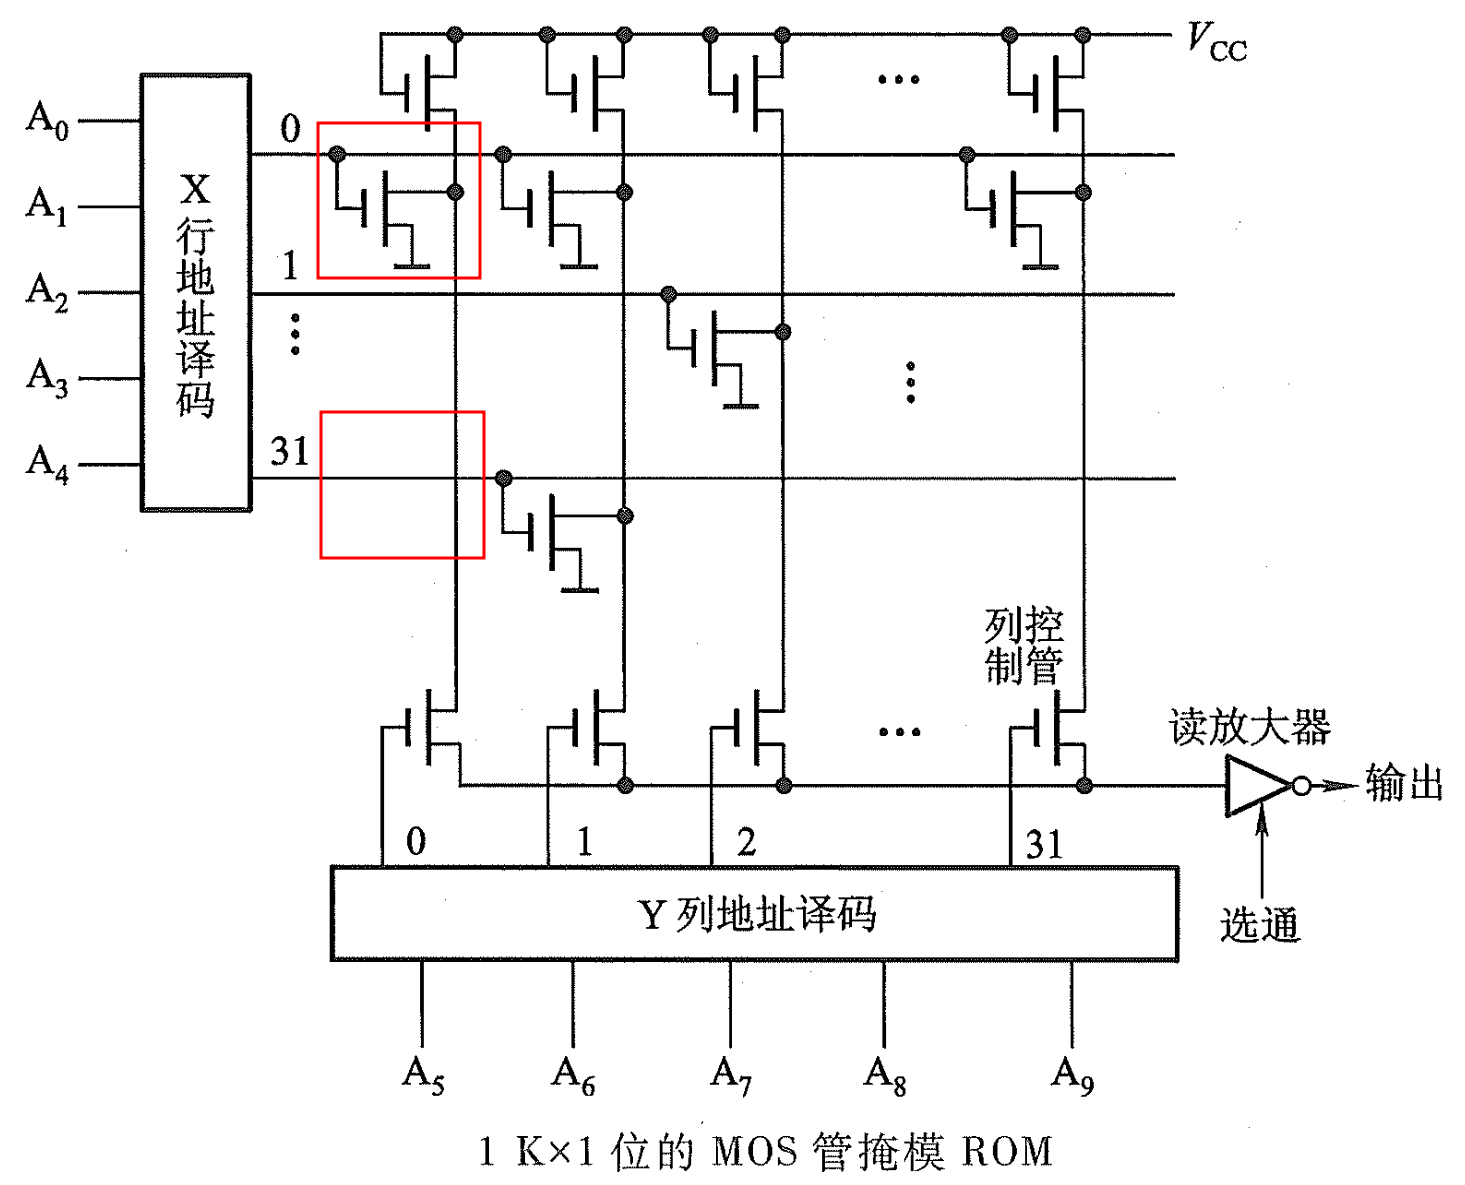 V_CC
A_0
A_1
A_2
A_3
A_4
X
行
地
址
译
码
0
1
31
列控
制管
读放大器
输出
选通
0
1
2
31
Y 列地址译码
A_5
A_6
A_7
A_8
A_9
1 K×1 位的 MOS 管掩模 ROM